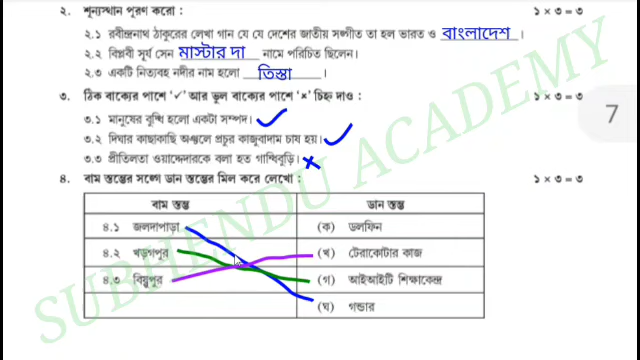 ২. শূন্যস্থান পূরণ করো : ১ × ৩ = ৩
২.১ রবীন্দ্রনাথ ঠাকুরের লেখা গান যে যে দেশের জাতীয় সঙ্গীত তা হল ভারত ও বাংলাদেশ।
২.২ বিপ্লবী সূর্য সেন মাস্টার দা নামে পরিচিত ছিলেন।
২.৩ একটি নিত্যবহ নদীর নাম হলো তিস্তা।
৩. ঠিক বাক্যের পাশে '✓' আর ভুল বাক্যের পাশে '×' চিহ্ন দাও : ১ × ৩ = ৩
৩.১ মানুষের বুদ্ধি হলো একটা সম্পদ। ✓
৩.২ দিঘার কাছাকাছি অঞ্চলে প্রচুর কাজুবাদাম চাষ হয়। ✓
৩.৩ প্রীতিলতা ওয়াদ্দেদারকে বলা হত গান্ধিবুড়ি। ×
৪. বাম স্তম্ভের সঙ্গে ডান স্তম্ভের মিল করে লেখো : ১ × ৩ = ৩
বাম স্তম্ভ ডান স্তম্ভ
৪.১ জলদাপাড়া (ক) ডলফিন
৪.২ খড়গপুর (খ) টেরাকোটার কাজ
৪.৩ বিষ্ণুপুর (গ) আইআইটি শিক্ষাকেন্দ্র
(ঘ) গন্ডার
7
SUBHENDU ACADEMY